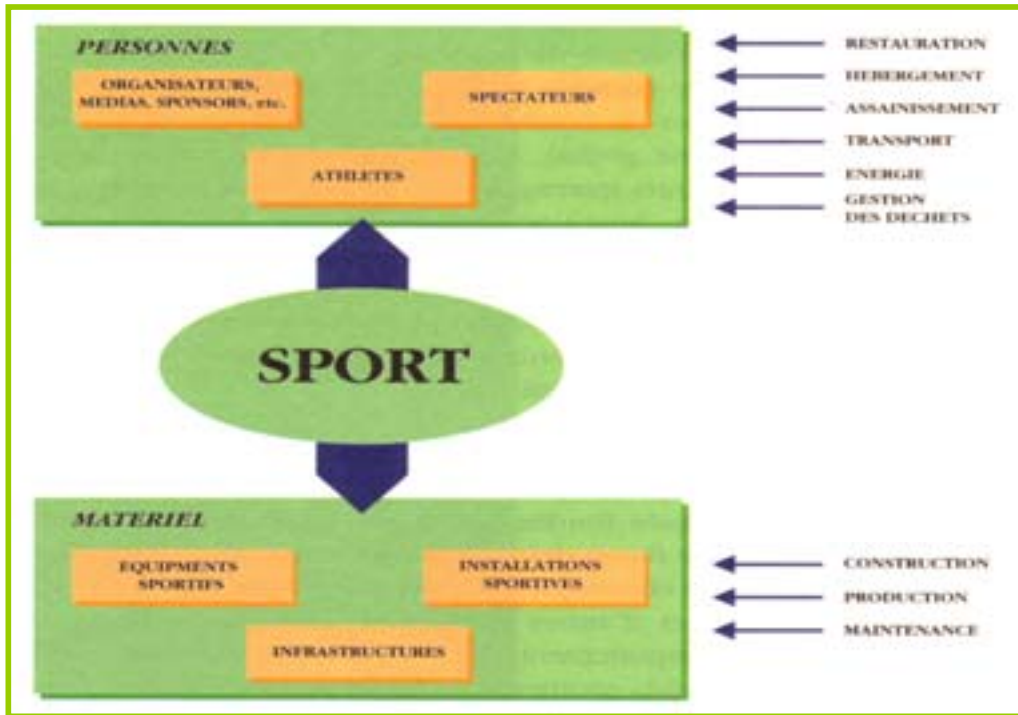 PERSONNES
ORGANISATEURS,
MEDIAS, SPONSORS, etc.
SPECTATEURS
ATHLETES
RESTAURATION
HEBERGEMENT
ASSAINISSEMENT
TRANSPORT
ENERGIE
GESTION
DES DECHETS
SPORT
MATERIEL
EQUIPMENTS
SPORTIFS
INSTALLATIONS
SPORTIVES
INFRASTRUCTURES
CONSTRUCTION
PRODUCTION
MAINTENANCE